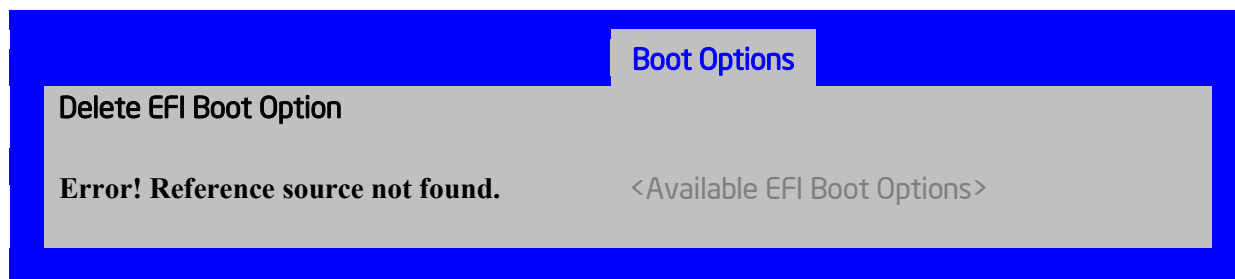 Boot Options
Delete EFI Boot Option
Error! Reference source not found. <Available EFI Boot Options>